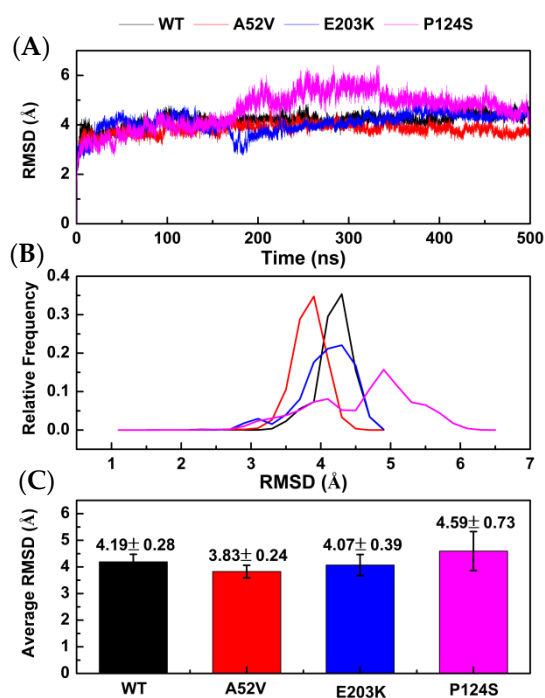 WT A52V E203K P124S
(A)
RMSD (Å)
6
4
2
0
0 100 200 300 400 500
Time (ns)
(B)
Relative Frequency
0.4
0.3
0.2
0.1
0.0
1 2 3 4 5 6 7
RMSD (Å)
(C)
Average RMSD (Å)
6
5
4
3
2
1
0
4.19± 0.28 3.83± 0.24 4.07± 0.39 4.59± 0.73
WT A52V E203K P124S